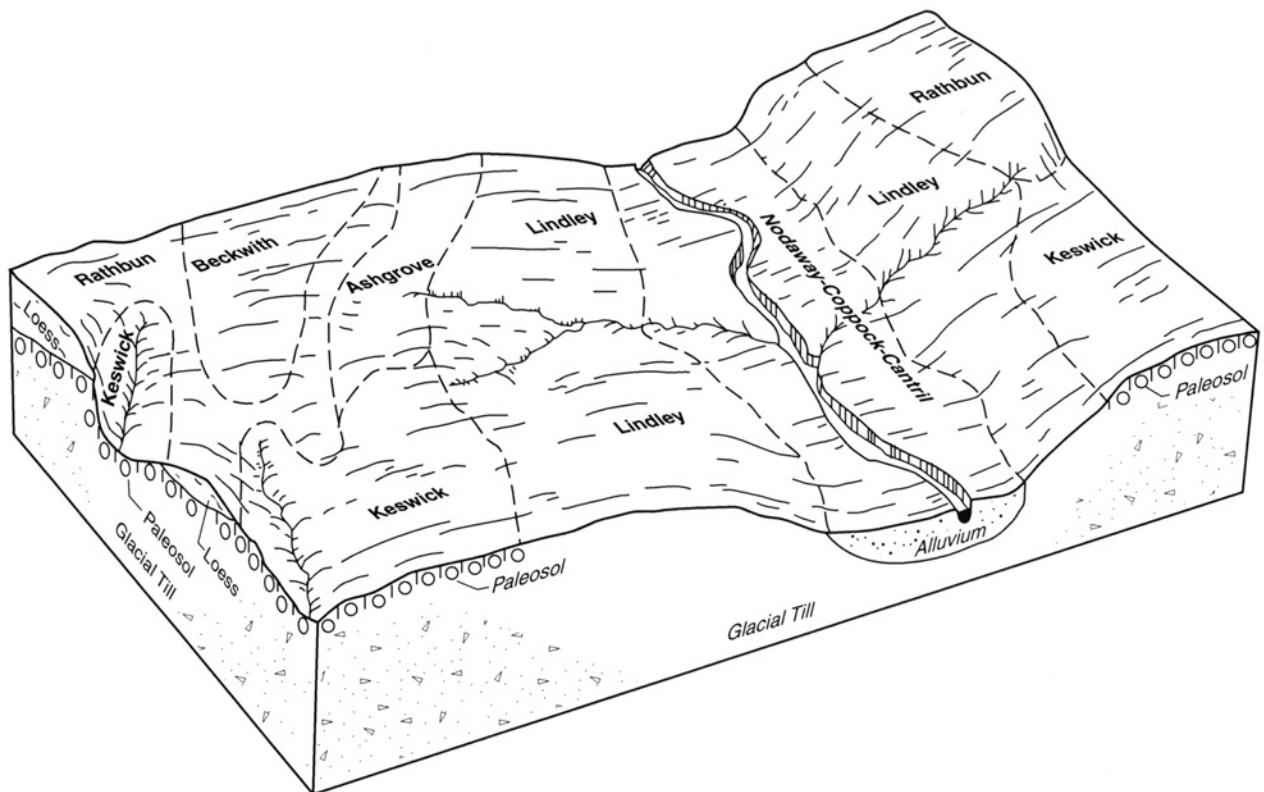 Rathbun
Lindley
Keswick
Nodaway-Coppock-Cantril
Lindley
Ashgrove
Beckwith
Rathbun
Loess
Keswick
Lindley
Keswick
Paleosol
Paleosol
Loess
Glacial Till
Paleosol
Alluvium
Glacial Till